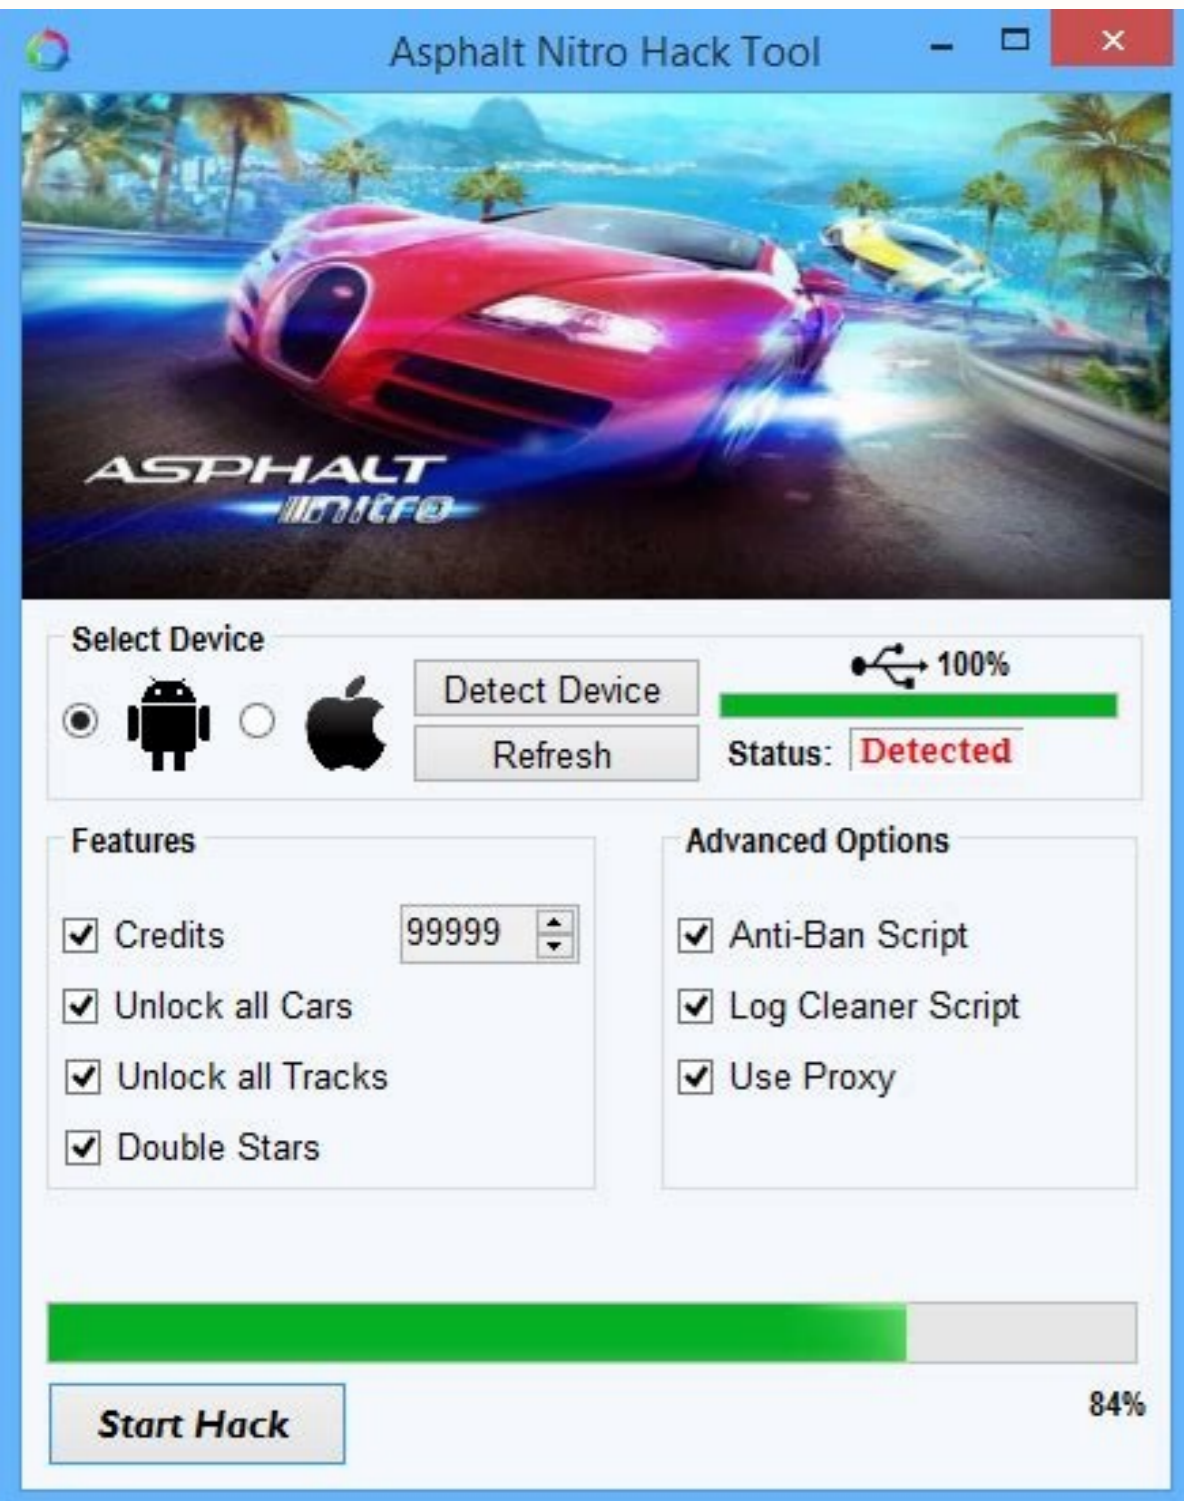 Asphalt Nitro Hack Tool
ASPHALT
nitro
Select Device
Detect Device
Refresh
100%
Status: Detected
Features
Credits 99999
Unlock all Cars
Unlock all Tracks
Double Stars
Advanced Options
Anti-Ban Script
Log Cleaner Script
Use Proxy
84%
Start Hack